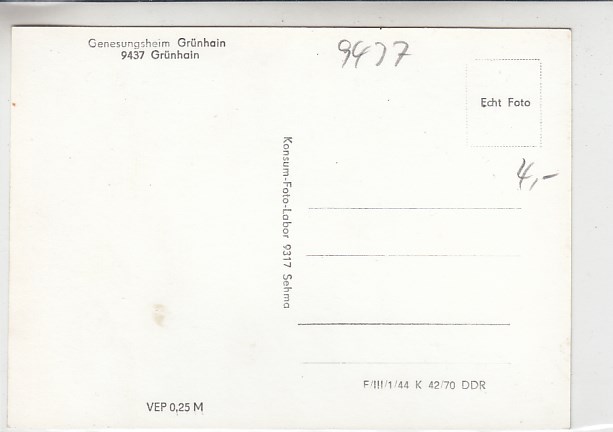 Genesungsheim Grünhain
9437 Grünhain
9437
Echt Foto
4,-
Konsum-Foto-Labor 9317 Sehma
F/III/1/44 K 42/70 DDR
VEP 0,25 M